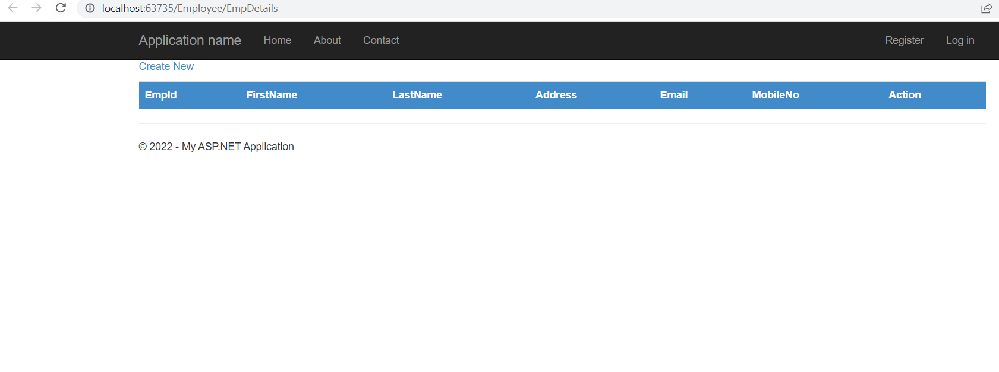 localhost:63735/Employee/EmpDetails
Application name Home About Contact Register Log in
Create New
EmpId FirstName LastName Address Email MobileNo Action
© 2022 - My ASP.NET Application